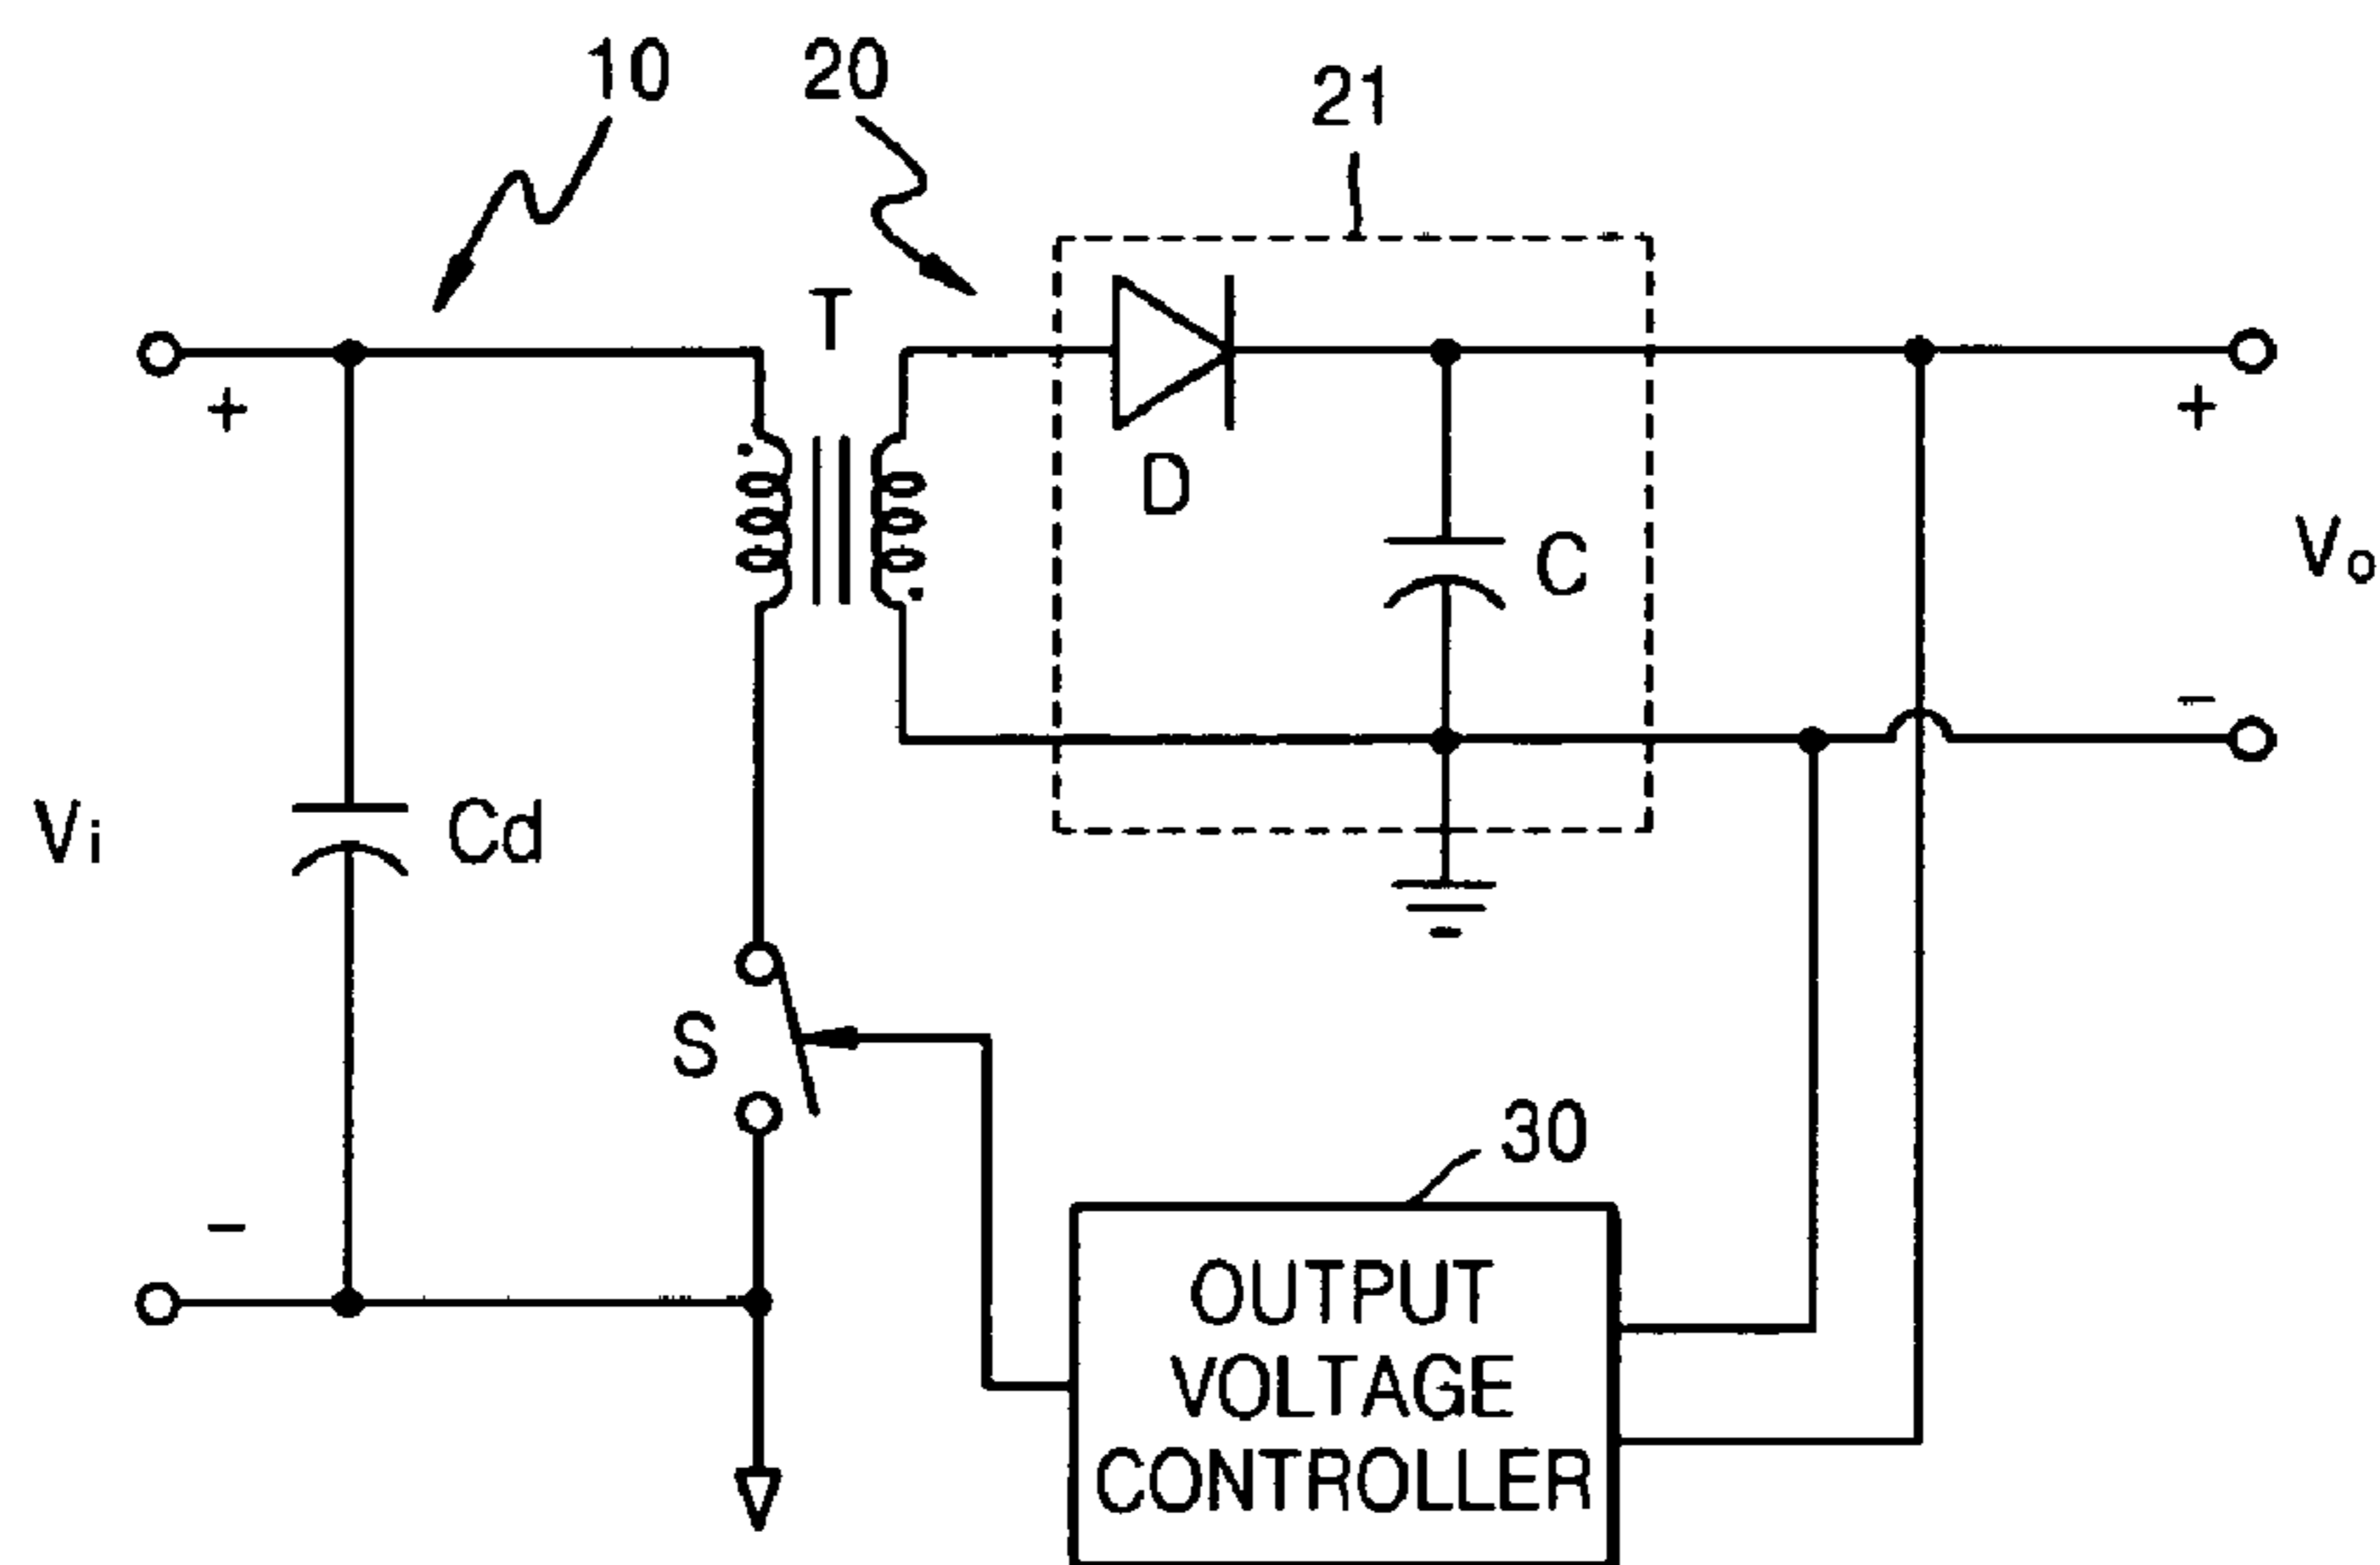 10
20
21
T
+
D
C
+
Vo
-
Vi
Cd
S
-
30
OUTPUT
VOLTAGE
CONTROLLER